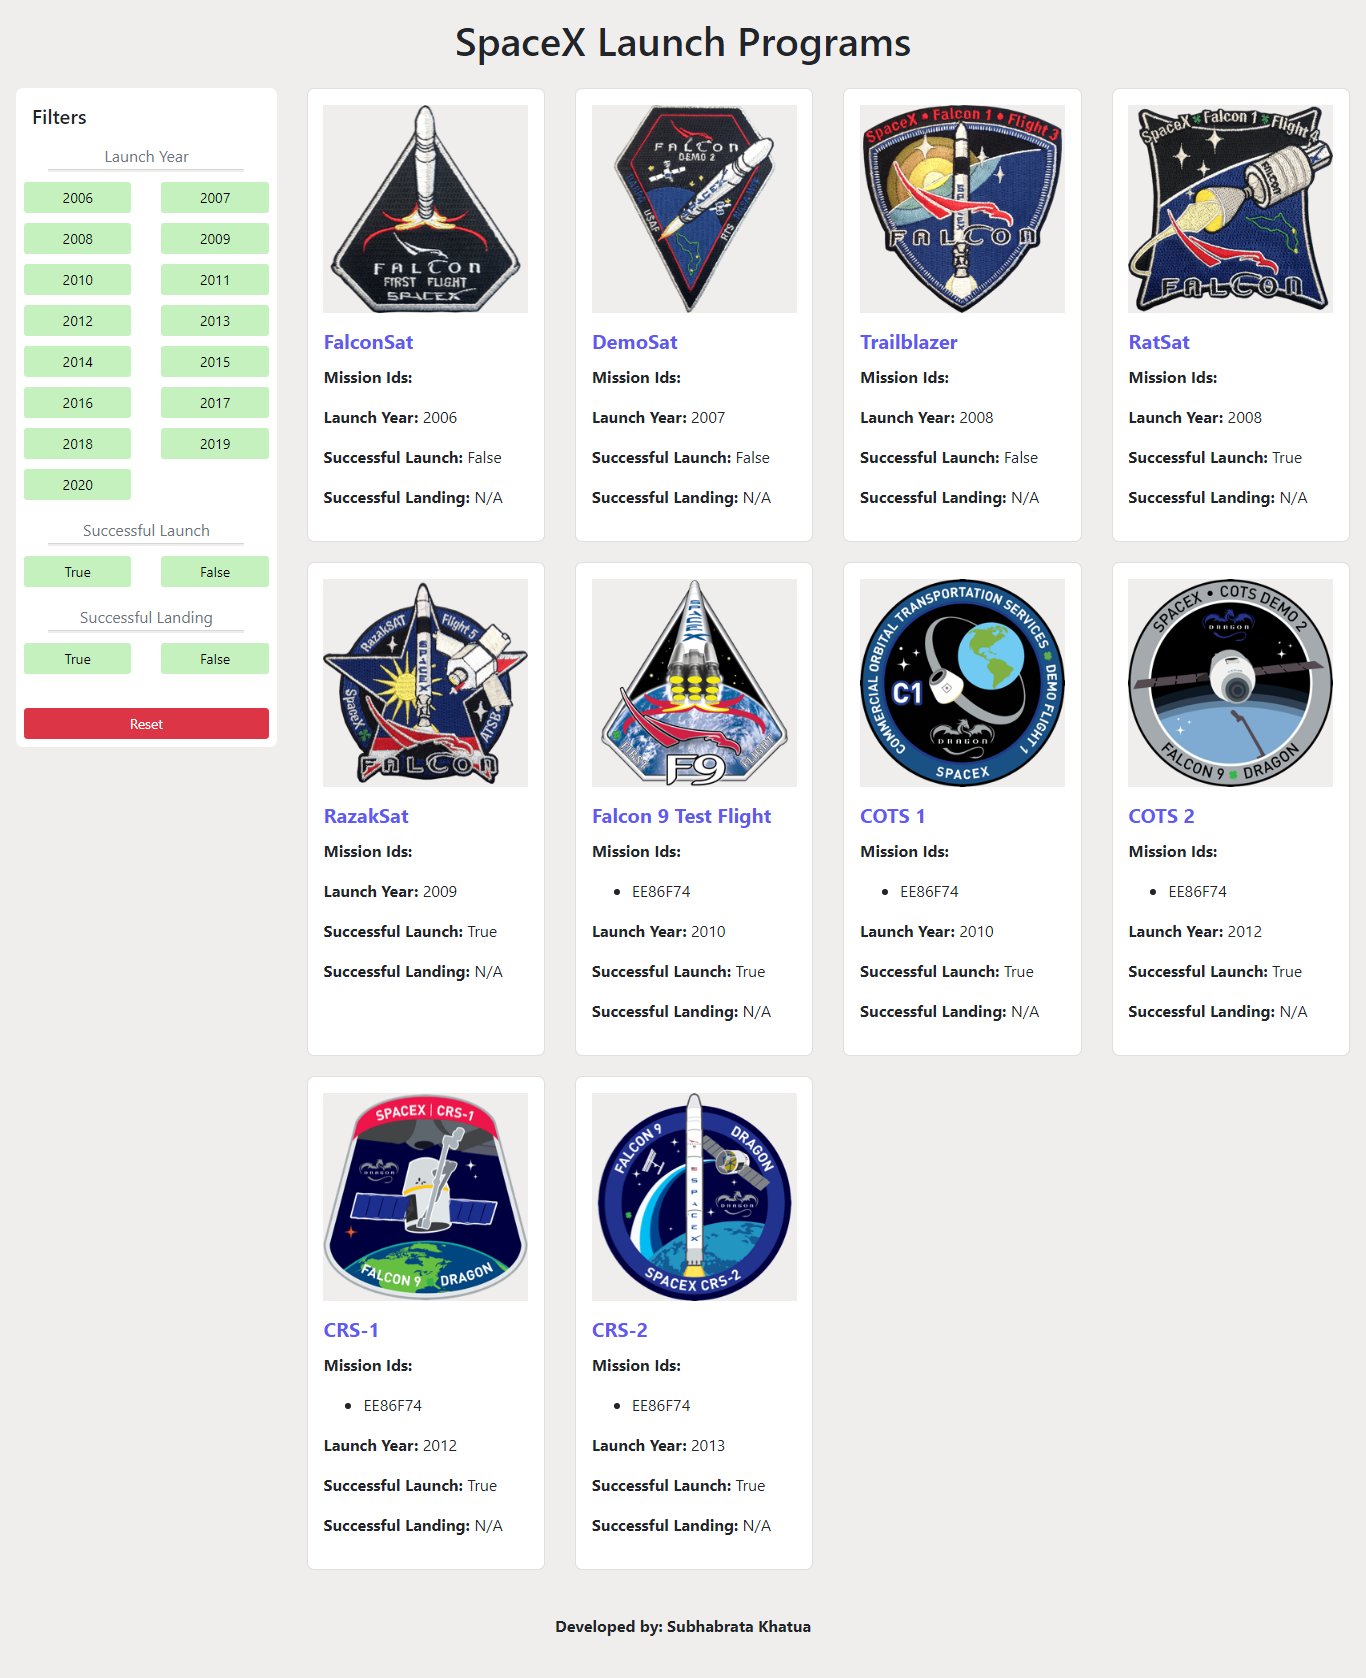 SpaceX Launch Programs
Filters
Launch Year
2006 2007
2008 2009
2010 2011
2012 2013
2014 2015
2016 2017
2018 2019
2020
Successful Launch
True False
Successful Landing
True False
Reset
FALCON
FIRST FLIGHT
SPACEX
FalconSat
Mission Ids:
Launch Year: 2006
Successful Launch: False
Successful Landing: N/A
FALCON
DEMO 2
SPACEX
USAF
RTS
DemoSat
Mission Ids:
Launch Year: 2007
Successful Launch: False
Successful Landing: N/A
SpaceX • Falcon 1 • Flight 3
SPACEX
FALCON
Trailblazer
Mission Ids:
Launch Year: 2008
Successful Launch: False
Successful Landing: N/A
SpaceX Falcon 1 Flight 4
FALCON
FALCON
RatSat
Mission Ids:
Launch Year: 2008
Successful Launch: True
Successful Landing: N/A
RazakSAT
Flight 5
SPACEX
SpaceX
ATSB
FALCON
RazakSat
Mission Ids:
Launch Year: 2009
Successful Launch: True
Successful Landing: N/A
SPACEX
FIRST FLIGHT
F9
Falcon 9 Test Flight
Mission Ids:
• EE86F74
Launch Year: 2010
Successful Launch: True
Successful Landing: N/A
COMMERCIAL ORBITAL TRANSPORTATION SERVICES DEMO FLIGHT 1
C1
DRAGON
SPACEX
COTS 1
Mission Ids:
• EE86F74
Launch Year: 2010
Successful Launch: True
Successful Landing: N/A
SPACEX • COTS DEMO 2
DRAGON
FALCON 9 DRAGON
COTS 2
Mission Ids:
• EE86F74
Launch Year: 2012
Successful Launch: True
Successful Landing: N/A
SPACEX | CRS-1
DRAGON
FALCON 9 DRAGON
CRS-1
Mission Ids:
• EE86F74
Launch Year: 2012
Successful Launch: True
Successful Landing: N/A
FALCON 9 DRAGON
SPACEX
DRAGON
SPACEX CRS-2
CRS-2
Mission Ids:
• EE86F74
Launch Year: 2013
Successful Launch: True
Successful Landing: N/A
Developed by: Subhabrata Khatua